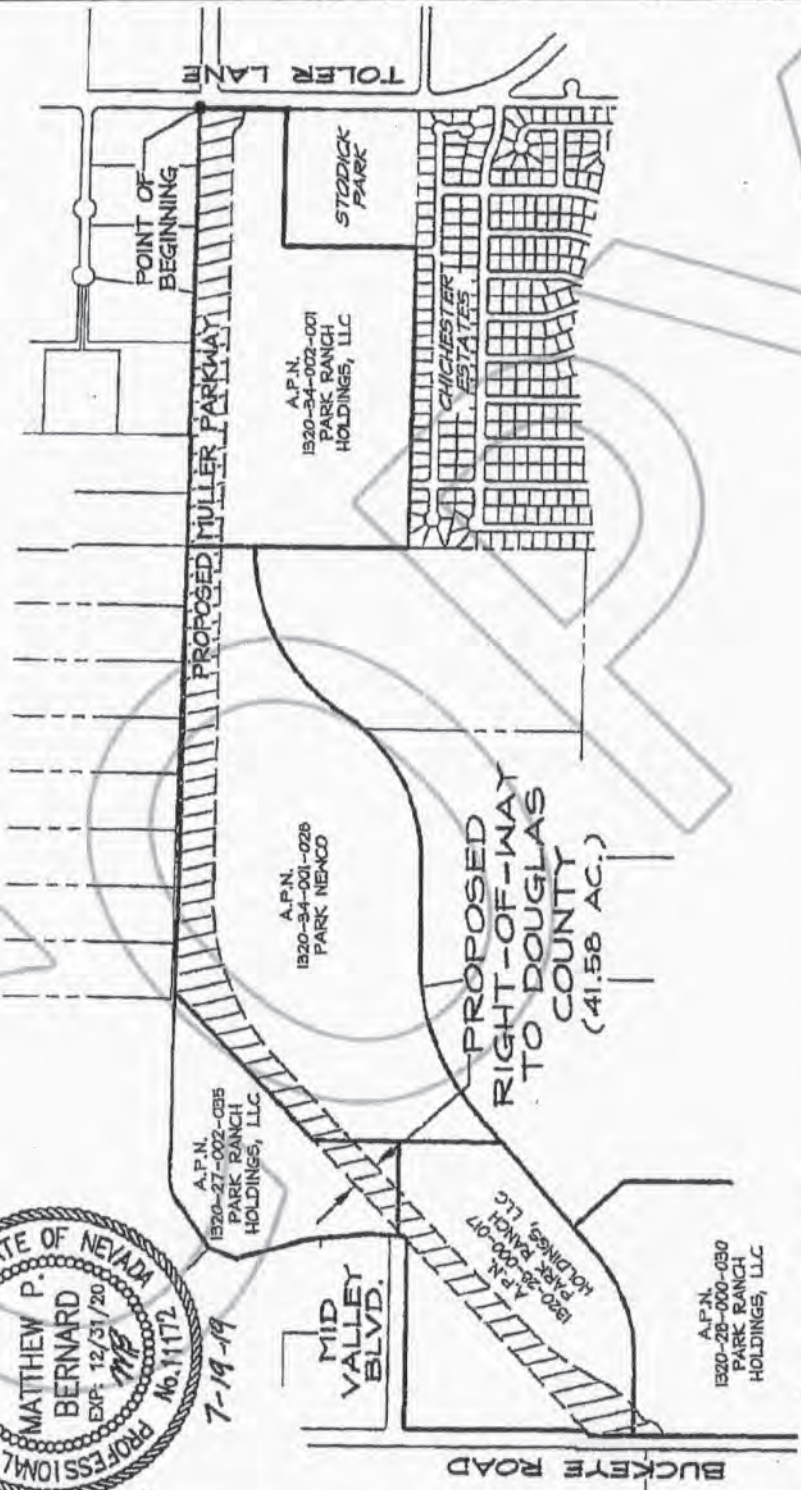 TOLER LANE
POINT OF
BEGINNING
STODICK
PARK
PROPOSED MULLER PARKWAY
A.P.N.
1320-34-002-001
PARK RANCH
HOLDINGS, LLC
CHICHESTER
ESTATES
A.P.N.
1320-34-001-028
PARK NEWCO
PROPOSED
RIGHT-OF-WAY
TO DOUGLAS
COUNTY
(41.58 AC.)
A.P.N.
1320-27-002-035
PARK RANCH
HOLDINGS, LLC
A.P.N.
1320-28-000-017
PARK RANCH
HOLDINGS, LLC
MID
VALLEY
BLVD.
A.P.N.
1320-28-000-030
PARK RANCH
HOLDINGS, LLC
BUCKEYE ROAD
ATE OF NEVADA
MATTHEW P.
BERNARD
EXP: 12/31/20
No. 11172
PROFESSIONAL
7-19-19